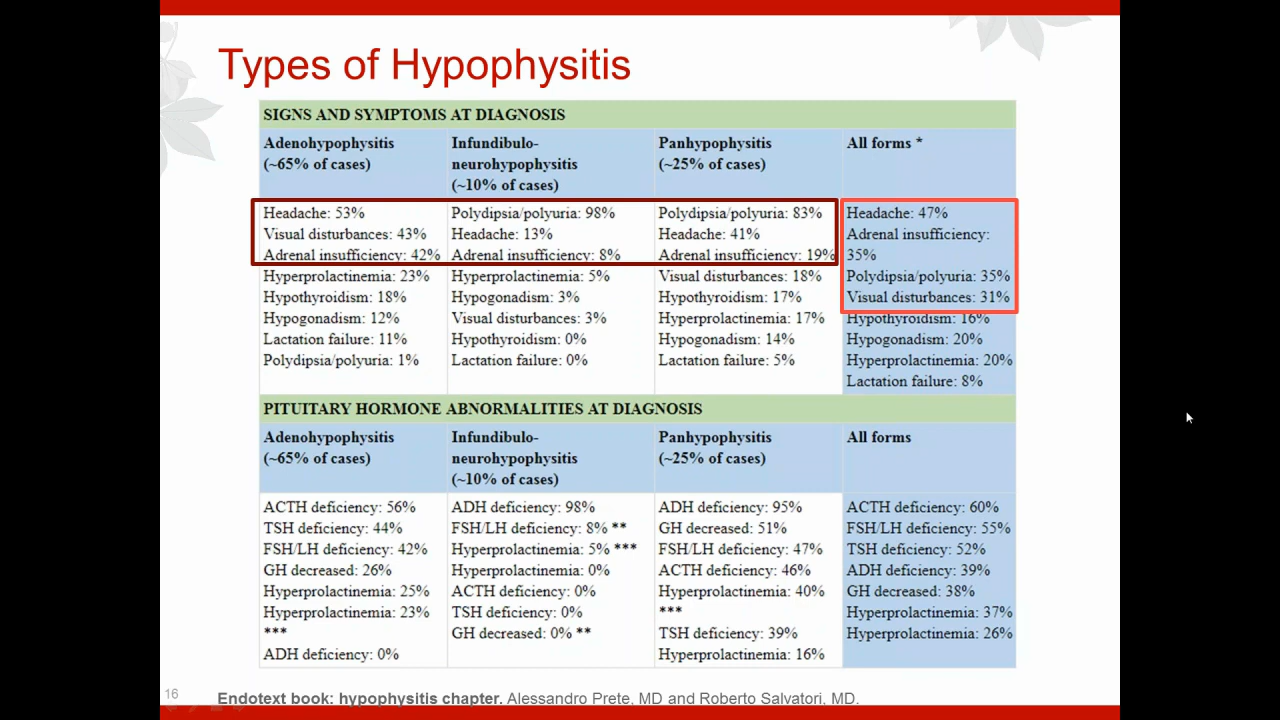 Types of Hypophysitis
SIGNS AND SYMPTOMS AT DIAGNOSIS
Adenohypophysitis
(~65% of cases)
Infundibulo-
neurohypophysitis
(~10% of cases)
Panhypophysitis
(~25% of cases)
All forms *
Headache: 53%
Visual disturbances: 43%
Adrenal insufficiency: 42%
Hyperprolactinemia: 23%
Hypothyroidism: 18%
Hypogonadism: 12%
Lactation failure: 11%
Polydipsia/polyuria: 1%
Polydipsia/polyuria: 98%
Headache: 13%
Adrenal insufficiency: 8%
Hyperprolactinemia: 5%
Hypogonadism: 3%
Visual disturbances: 3%
Hypothyroidism: 0%
Lactation failure: 0%
Polydipsia/polyuria: 83%
Headache: 41%
Adrenal insufficiency: 19%
Visual disturbances: 18%
Hypothyroidism: 17%
Hyperprolactinemia: 17%
Hypogonadism: 14%
Lactation failure: 5%
Headache: 47%
Adrenal insufficiency:
35%
Polydipsia/polyuria: 35%
Visual disturbances: 31%
Hypothyroidism: 16%
Hypogonadism: 20%
Hyperprolactinemia: 20%
Lactation failure: 8%
PITUITARY HORMONE ABNORMALITIES AT DIAGNOSIS
Adenohypophysitis
(~65% of cases)
Infundibulo-
neurohypophysitis
(~10% of cases)
Panhypophysitis
(~25% of cases)
All forms
ACTH deficiency: 56%
TSH deficiency: 44%
FSH/LH deficiency: 42%
GH decreased: 26%
Hyperprolactinemia: 25%
Hyperprolactinemia: 23%
***
ADH deficiency: 0%
ADH deficiency: 98%
FSH/LH deficiency: 8% **
Hyperprolactinemia: 5% ***
Hyperprolactinemia: 0%
ACTH deficiency: 0%
TSH deficiency: 0%
GH decreased: 0% **
ADH deficiency: 95%
GH decreased: 51%
FSH/LH deficiency: 47%
ACTH deficiency: 46%
Hyperprolactinemia: 40%
***
TSH deficiency: 39%
Hyperprolactinemia: 16%
ACTH deficiency: 60%
FSH/LH deficiency: 55%
TSH deficiency: 52%
ADH deficiency: 39%
GH decreased: 38%
Hyperprolactinemia: 37%
Hyperprolactinemia: 26%
16
Endotext book: hypophysitis chapter. Alessandro Prete, MD and Roberto Salvatori, MD.